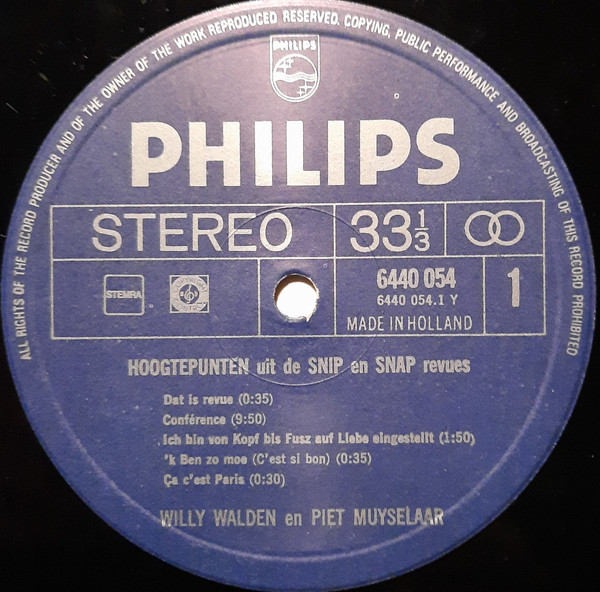 ALL RIGHTS OF THE RECORD PRODUCER AND OF THE OWNER OF THE WORK REPRODUCED RESERVED. COPYING, PUBLIC PERFORMANCE AND BROADCASTING OF THIS RECORD PROHIBITED
PHILIPS
PHILIPS
STEREO 33 1/3
STEMRA
6440 054
6440 054.1 Y
1
MADE IN HOLLAND
HOOGTEPUNTEN uit de SNIP en SNAP revues
Dat is revue (0:35)
Conférence (9:50)
Ich bin von Kopf bis Fusz auf Liebe eingestellt (1:50)
'k Ben zo moe (C'est si bon) (0:35)
Ça c'est Paris (0:30)
WILLY WALDEN en PIET MUYSELAAR